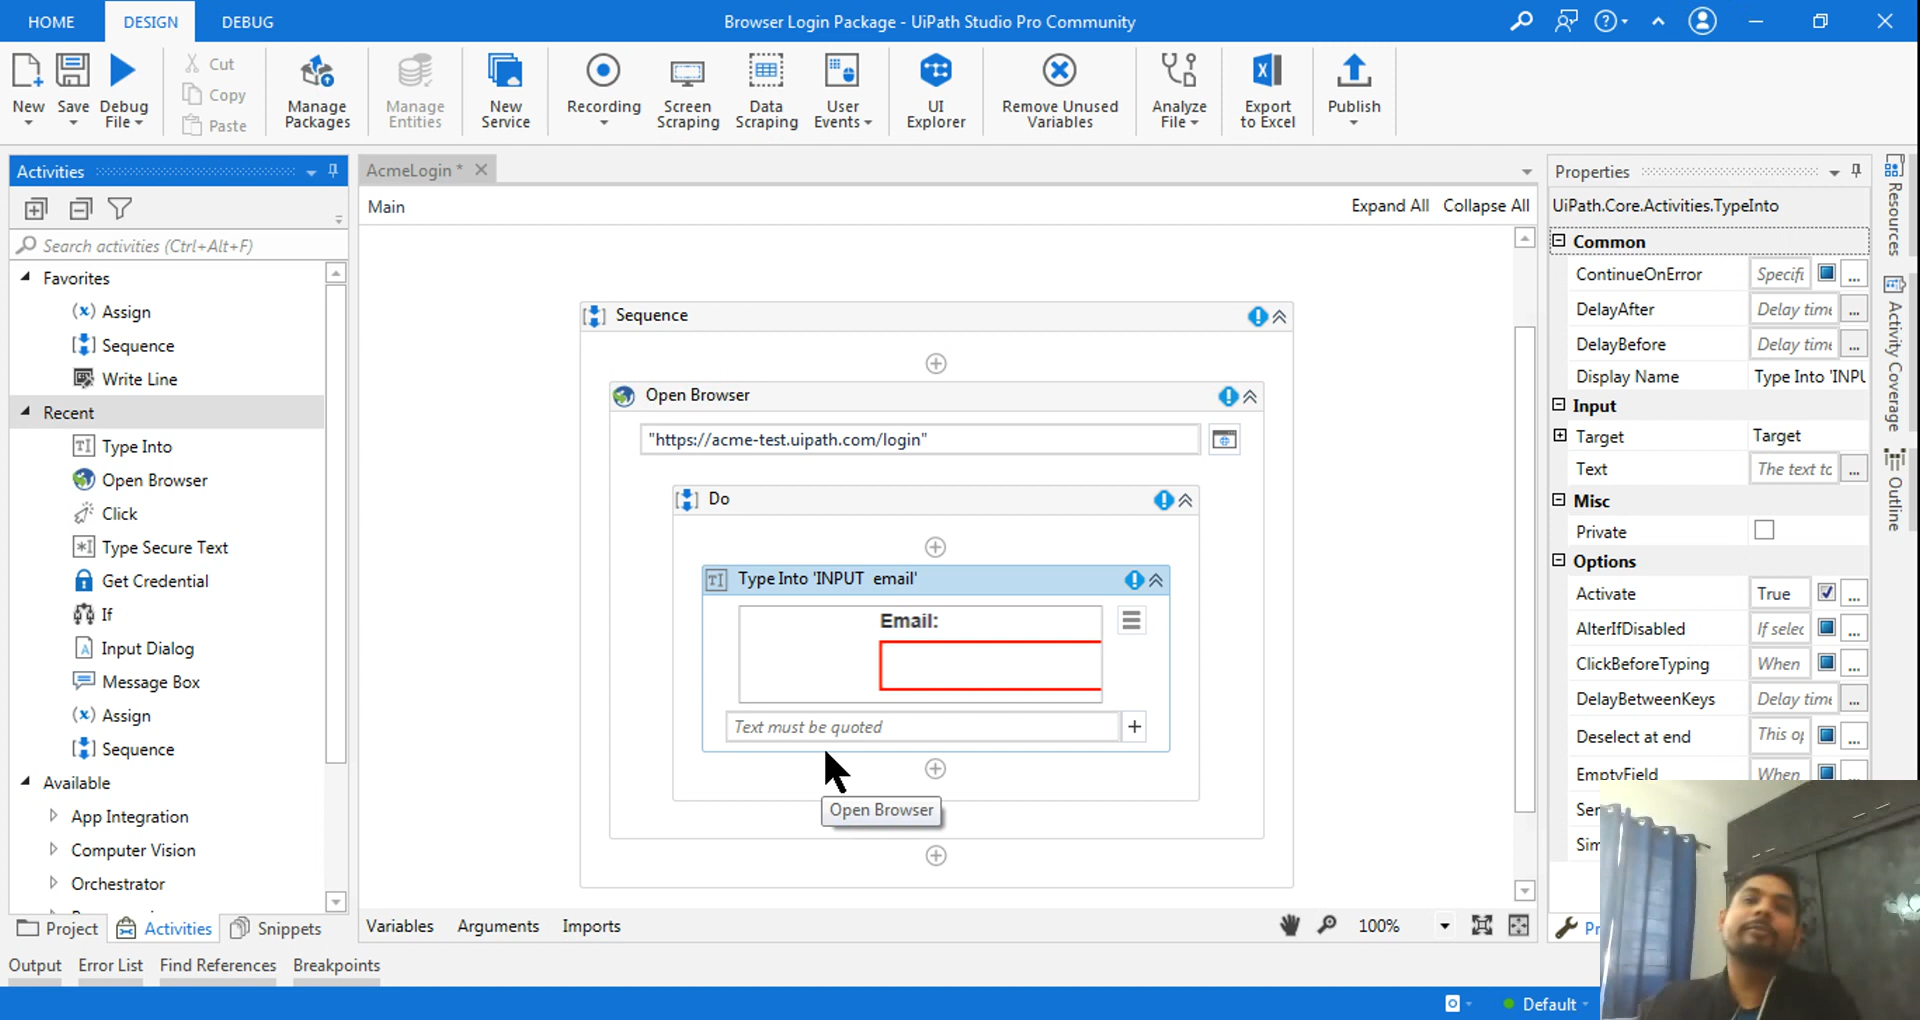 HOME DESIGN DEBUG Browser Login Package - UiPath Studio Pro Community
New Save Debug File Cut Copy Paste
Manage Packages Manage Entities New Service Recording Screen Scraping Data Scraping User Events UI Explorer Remove Unused Variables Analyze File Export to Excel Publish
Activities
Search activities (Ctrl+Alt+F)
Favorites
Assign
Sequence
Write Line
Recent
Type Into
Open Browser
Click
Type Secure Text
Get Credential
If
Input Dialog
Message Box
Assign
Sequence
Available
App Integration
Computer Vision
Orchestrator
Project Activities Snippets
AcmeLogin *
Main Expand All Collapse All
Sequence
Open Browser
"https://acme-test.uipath.com/login"
Do
Type Into 'INPUT  email'
Email:
Text must be quoted
Open Browser
Variables Arguments Imports 100%
Properties
UiPath.Core.Activities.TypeInto
Common
ContinueOnError Specifi
DelayAfter Delay time
DelayBefore Delay time
Display Name Type Into 'INPU
Input
Target Target
Text The text to
Misc
Private
Options
Activate True
AlterIfDisabled If selec
ClickBeforeTyping When
DelayBetweenKeys Delay time
Deselect at end This op
EmptyField When
Ser
Sim
Pr
Resources
Activity Coverage
Outline
Output Error List Find References Breakpoints
Default